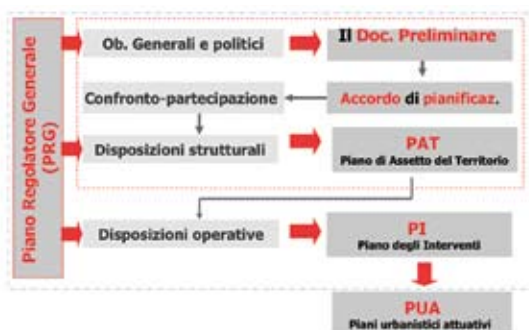 Piano Regolatore Generale
(PRG)
Ob. Generali e politici
Il Doc. Preliminare
Confronto-partecipazione
Accordo di pianificaz.
Disposizioni strutturali
PAT
Piano di Assetto del Territorio
Disposizioni operative
PI
Piano degli Interventi
PUA
Piani urbanistici attuativi